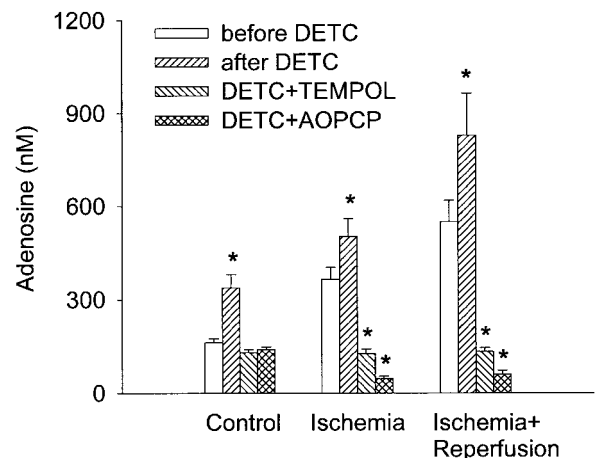 1200
900
600
300
0
Adenosine (nM)
before DETC
after DETC
DETC+TEMPOL
DETC+AOPCP
*
*
*
*
*
*
*
Control
Ischemia
Ischemia+
Reperfusion